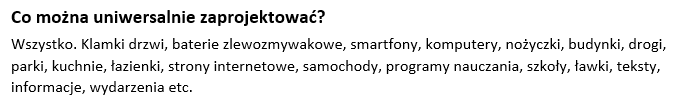 Co można uniwersalnie zaprojektować?
Wszystko. Klamki drzwi, baterie zlewozmywakowe, smartfony, komputery, nożyczki, budynki, drogi,
parki, kuchnie, łazienki, strony internetowe, samochody, programy nauczania, szkoły, ławki, teksty,
informacje, wydarzenia etc.